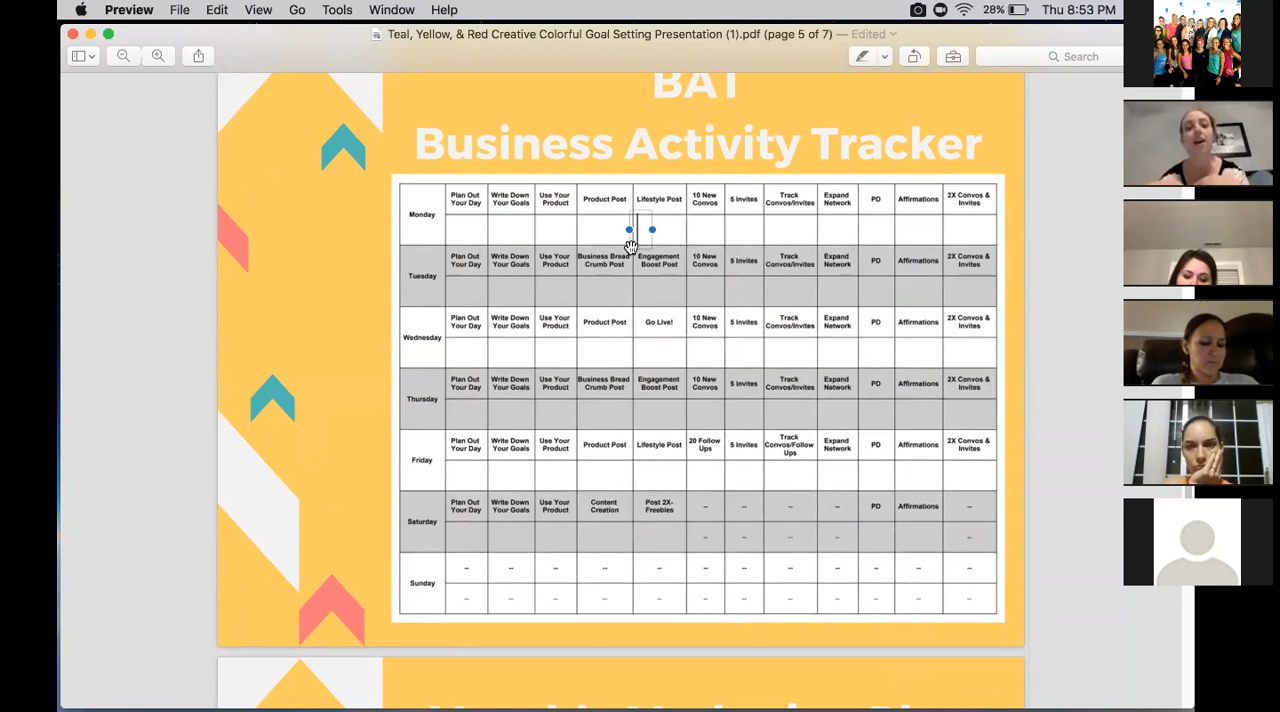 Preview File Edit View Go Tools Window Help 28% Thu 8:53 PM
Teal, Yellow, & Red Creative Colorful Goal Setting Presentation (1).pdf (page 5 of 7) — Edited
Search
BAT
Business Activity Tracker
Monday
Plan Out Your Day
Write Down Your Goals
Use Your Product
Product Post
Lifestyle Post
10 New Convos
5 Invites
Track Convos/Invites
Expand Network
PD
Affirmations
2X Convos & Invites
Tuesday
Plan Out Your Day
Write Down Your Goals
Use Your Product
Business Bread Crumb Post
Engagement Boost Post
10 New Convos
5 Invites
Track Convos/Invites
Expand Network
PD
Affirmations
2X Convos & Invites
Wednesday
Plan Out Your Day
Write Down Your Goals
Use Your Product
Product Post
Go Live!
10 New Convos
5 Invites
Track Convos/Invites
Expand Network
PD
Affirmations
2X Convos & Invites
Thursday
Plan Out Your Day
Write Down Your Goals
Use Your Product
Business Bread Crumb Post
Engagement Boost Post
10 New Convos
5 Invites
Track Convos/Invites
Expand Network
PD
Affirmations
2X Convos & Invites
Friday
Plan Out Your Day
Write Down Your Goals
Use Your Product
Product Post
Lifestyle Post
20 Follow Ups
5 Invites
Track Convos/Follow Ups
Expand Network
PD
Affirmations
2X Convos & Invites
Saturday
Plan Out Your Day
Write Down Your Goals
Use Your Product
Content Creation
Post 2X- Freebies
-- -- -- --
PD
Affirmations
--
-- -- -- -- --
Sunday
-- -- -- -- -- -- -- -- -- -- -- --
-- -- -- -- -- -- -- -- -- -- -- --